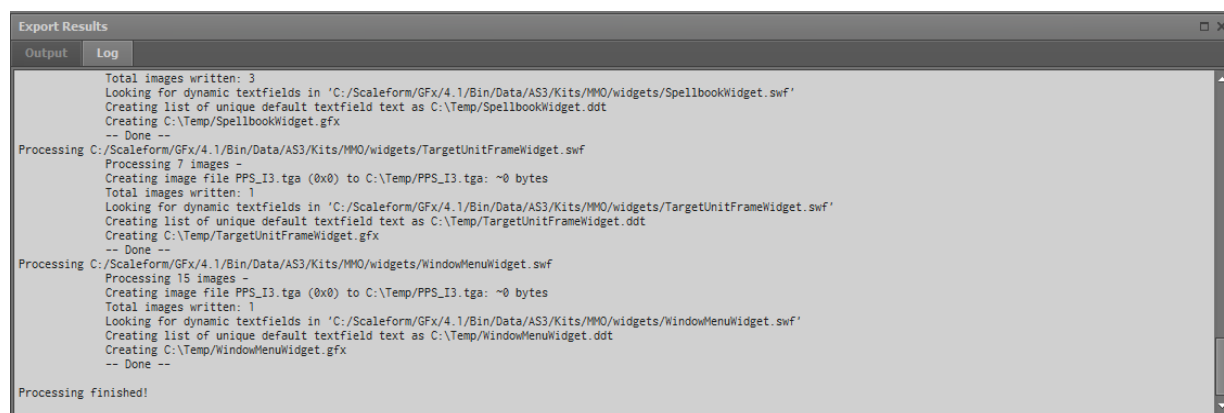 Export Results
Output Log
Total images written: 3
Looking for dynamic textfields in 'C:/Scaleform/GFx/4.1/Bin/Data/AS3/Kits/MMO/widgets/SpellbookWidget.swf'
Creating list of unique default textfield text as C:\Temp/SpellbookWidget.ddt
Creating C:\Temp/SpellbookWidget.gfx
-- Done --
Processing C:/Scaleform/GFx/4.1/Bin/Data/AS3/Kits/MMO/widgets/TargetUnitFrameWidget.swf
Processing 7 images -
Creating image file PPS_I3.tga (0x0) to C:\Temp/PPS_I3.tga: ~0 bytes
Total images written: 1
Looking for dynamic textfields in 'C:/Scaleform/GFx/4.1/Bin/Data/AS3/Kits/MMO/widgets/TargetUnitFrameWidget.swf'
Creating list of unique default textfield text as C:\Temp/TargetUnitFrameWidget.ddt
Creating C:\Temp/TargetUnitFrameWidget.gfx
-- Done --
Processing C:/Scaleform/GFx/4.1/Bin/Data/AS3/Kits/MMO/widgets/WindowMenuWidget.swf
Processing 15 images -
Creating image file PPS_I3.tga (0x0) to C:\Temp/PPS_I3.tga: ~0 bytes
Total images written: 1
Looking for dynamic textfields in 'C:/Scaleform/GFx/4.1/Bin/Data/AS3/Kits/MMO/widgets/WindowMenuWidget.swf'
Creating list of unique default textfield text as C:\Temp/WindowMenuWidget.ddt
Creating C:\Temp/WindowMenuWidget.gfx
-- Done --
Processing finished!